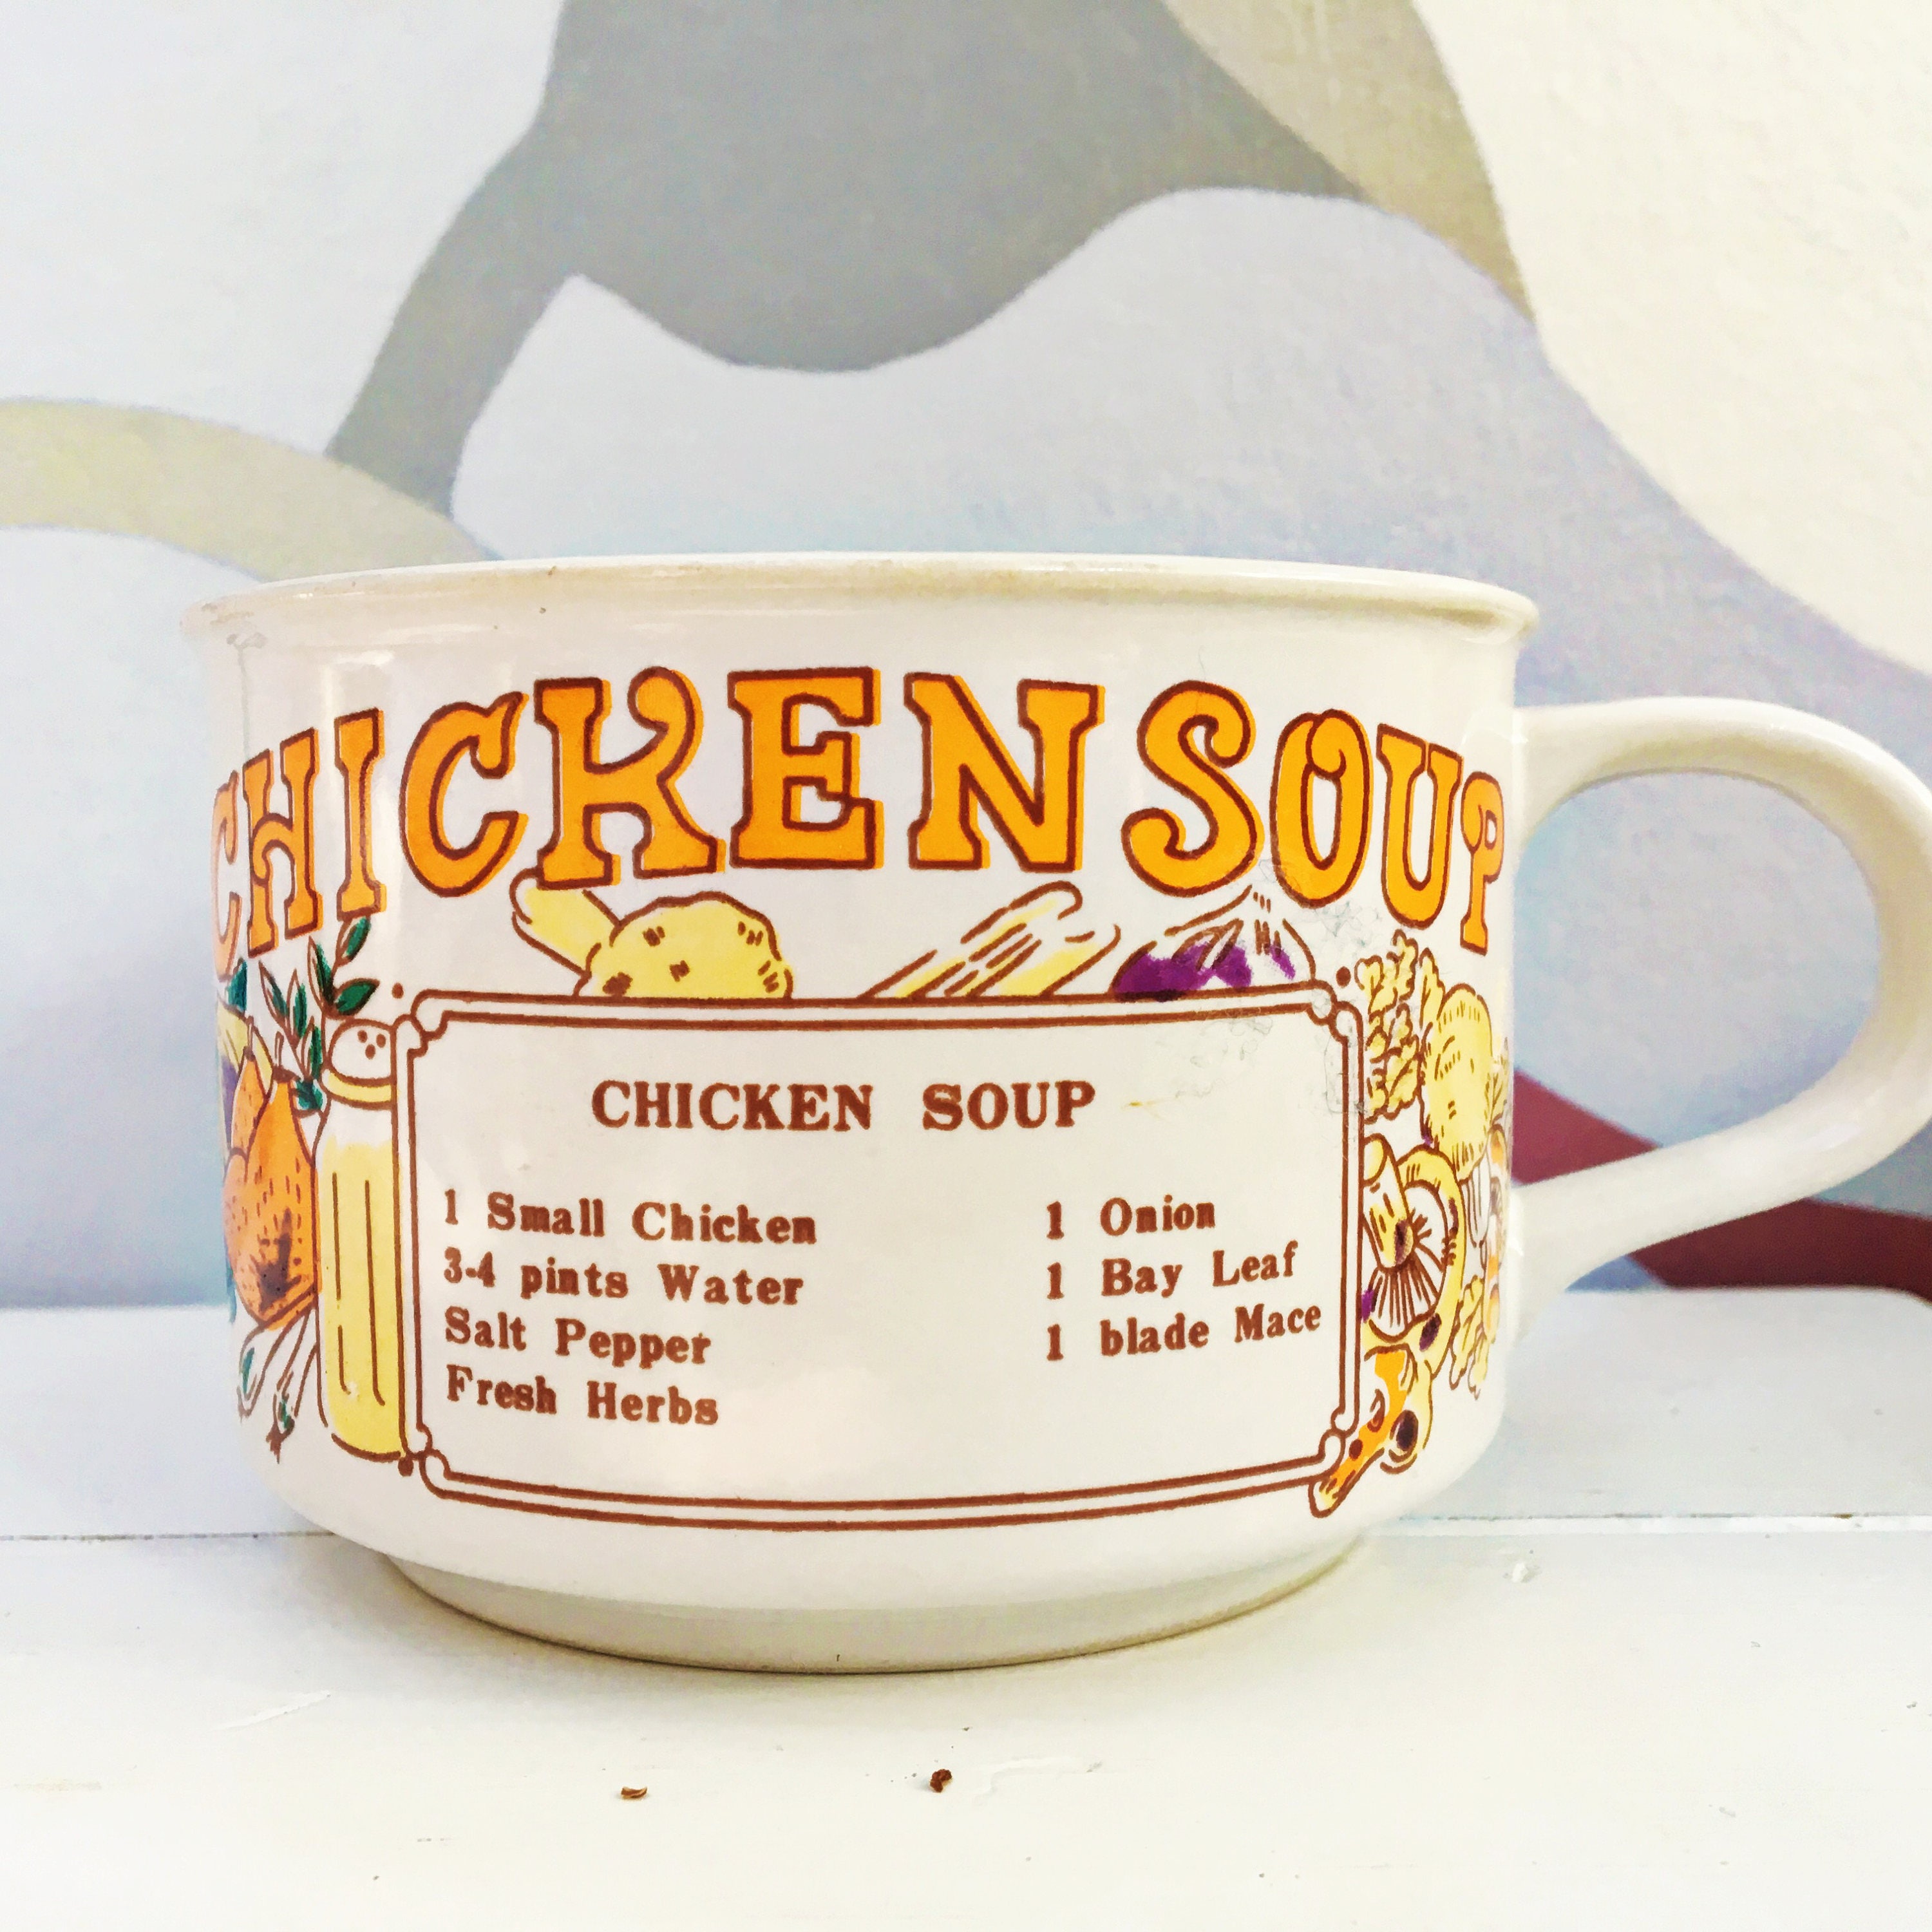 CHICKEN SOUP
CHICKEN SOUP
1 Small Chicken
3-4 pints Water
Salt Pepper
Fresh Herbs
1 Onion
1 Bay Leaf
1 blade Mace